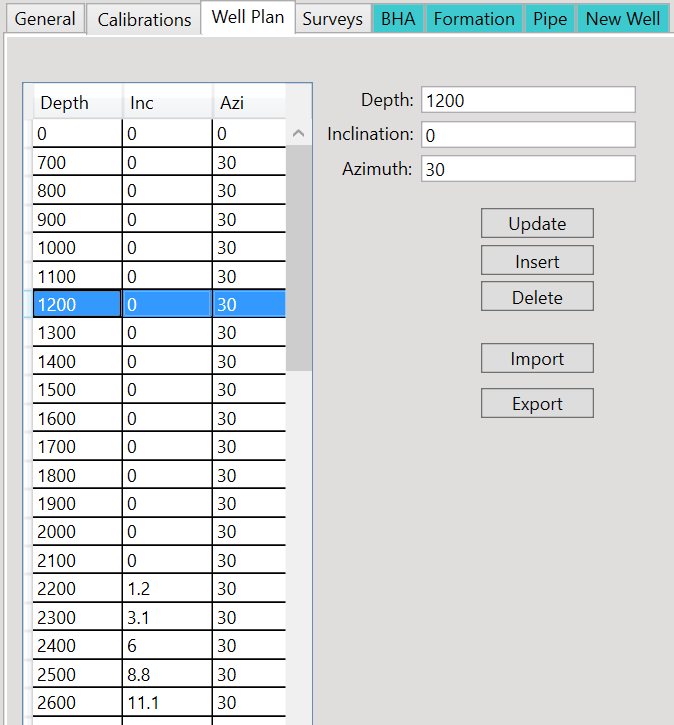 General Calibrations Well Plan Surveys BHA Formation Pipe New Well
Depth Inc Azi
0 0 0
700 0 30
800 0 30
900 0 30
1000 0 30
1100 0 30
1200 0 30
1300 0 30
1400 0 30
1500 0 30
1600 0 30
1700 0 30
1800 0 30
1900 0 30
2000 0 30
2100 0 30
2200 1.2 30
2300 3.1 30
2400 6 30
2500 8.8 30
2600 11.1 30
Depth: 1200
Inclination: 0
Azimuth: 30
Update
Insert
Delete
Import
Export